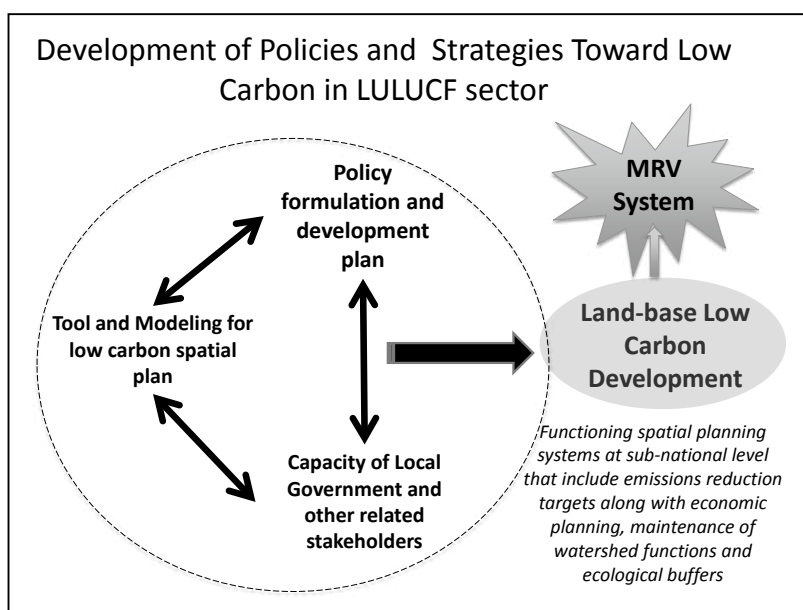 Development of Policies and Strategies Toward Low
Carbon in LULUCF sector
Policy
formulation and
development
plan
Tool and Modeling for
low carbon spatial
plan
Capacity of Local
Government and
other related
stakeholders
MRV
System
Land-base Low
Carbon
Development
Functioning spatial planning
systems at sub-national level
that include emissions reduction
targets along with economic
planning, maintenance of
watershed functions and
ecological buffers